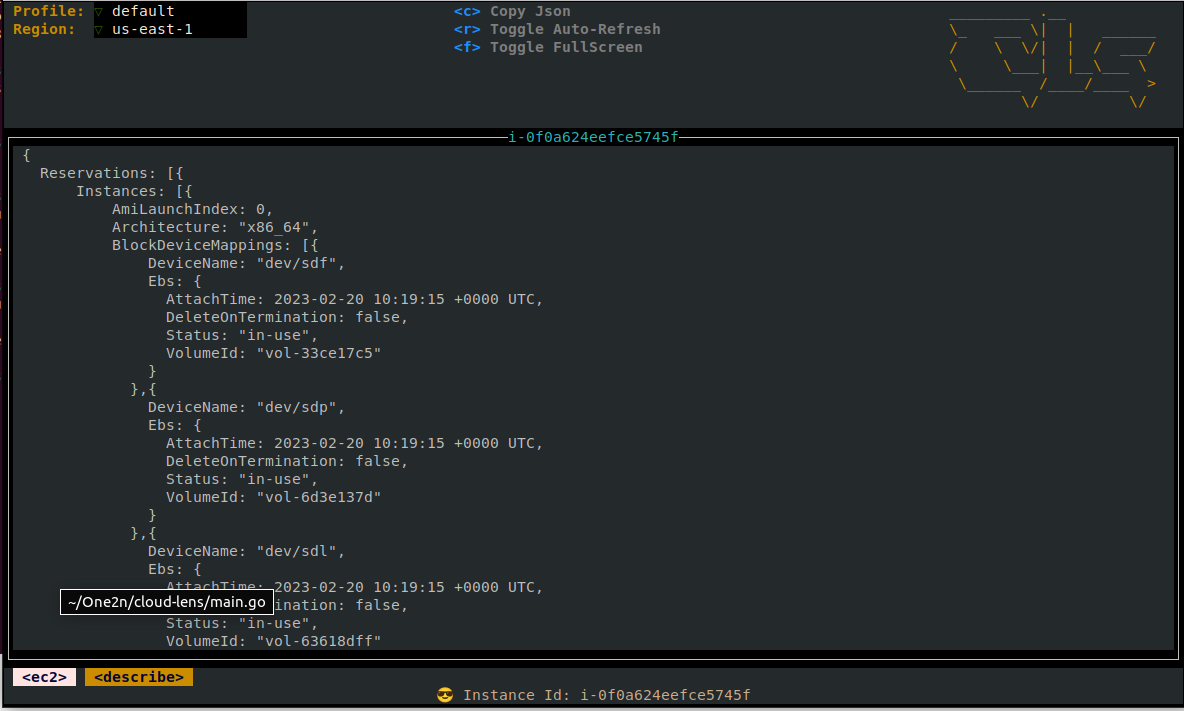 Profile: ▽ default
Region: ▽ us-east-1
<c> Copy Json
<r> Toggle Auto-Refresh
<f> Toggle FullScreen
Cls
i-0f0a624eefce5745f
{
  Reservations: [{
      Instances: [{
          AmiLaunchIndex: 0,
          Architecture: "x86_64",
          BlockDeviceMappings: [{
              DeviceName: "dev/sdf",
              Ebs: {
                AttachTime: 2023-02-20 10:19:15 +0000 UTC,
                DeleteOnTermination: false,
                Status: "in-use",
                VolumeId: "vol-33ce17c5"
              }
            },{
              DeviceName: "dev/sdp",
              Ebs: {
                AttachTime: 2023-02-20 10:19:15 +0000 UTC,
                DeleteOnTermination: false,
                Status: "in-use",
                VolumeId: "vol-6d3e137d"
              }
            },{
              DeviceName: "dev/sdl",
              Ebs: {
                AttachTime: 2023-02-20 10:19:15 +0000 UTC,
~/One2n/cloud-lens/main.go
ination: false,
                Status: "in-use",
                VolumeId: "vol-63618dff"
<ec2> <describe>
😎 Instance Id: i-0f0a624eefce5745f